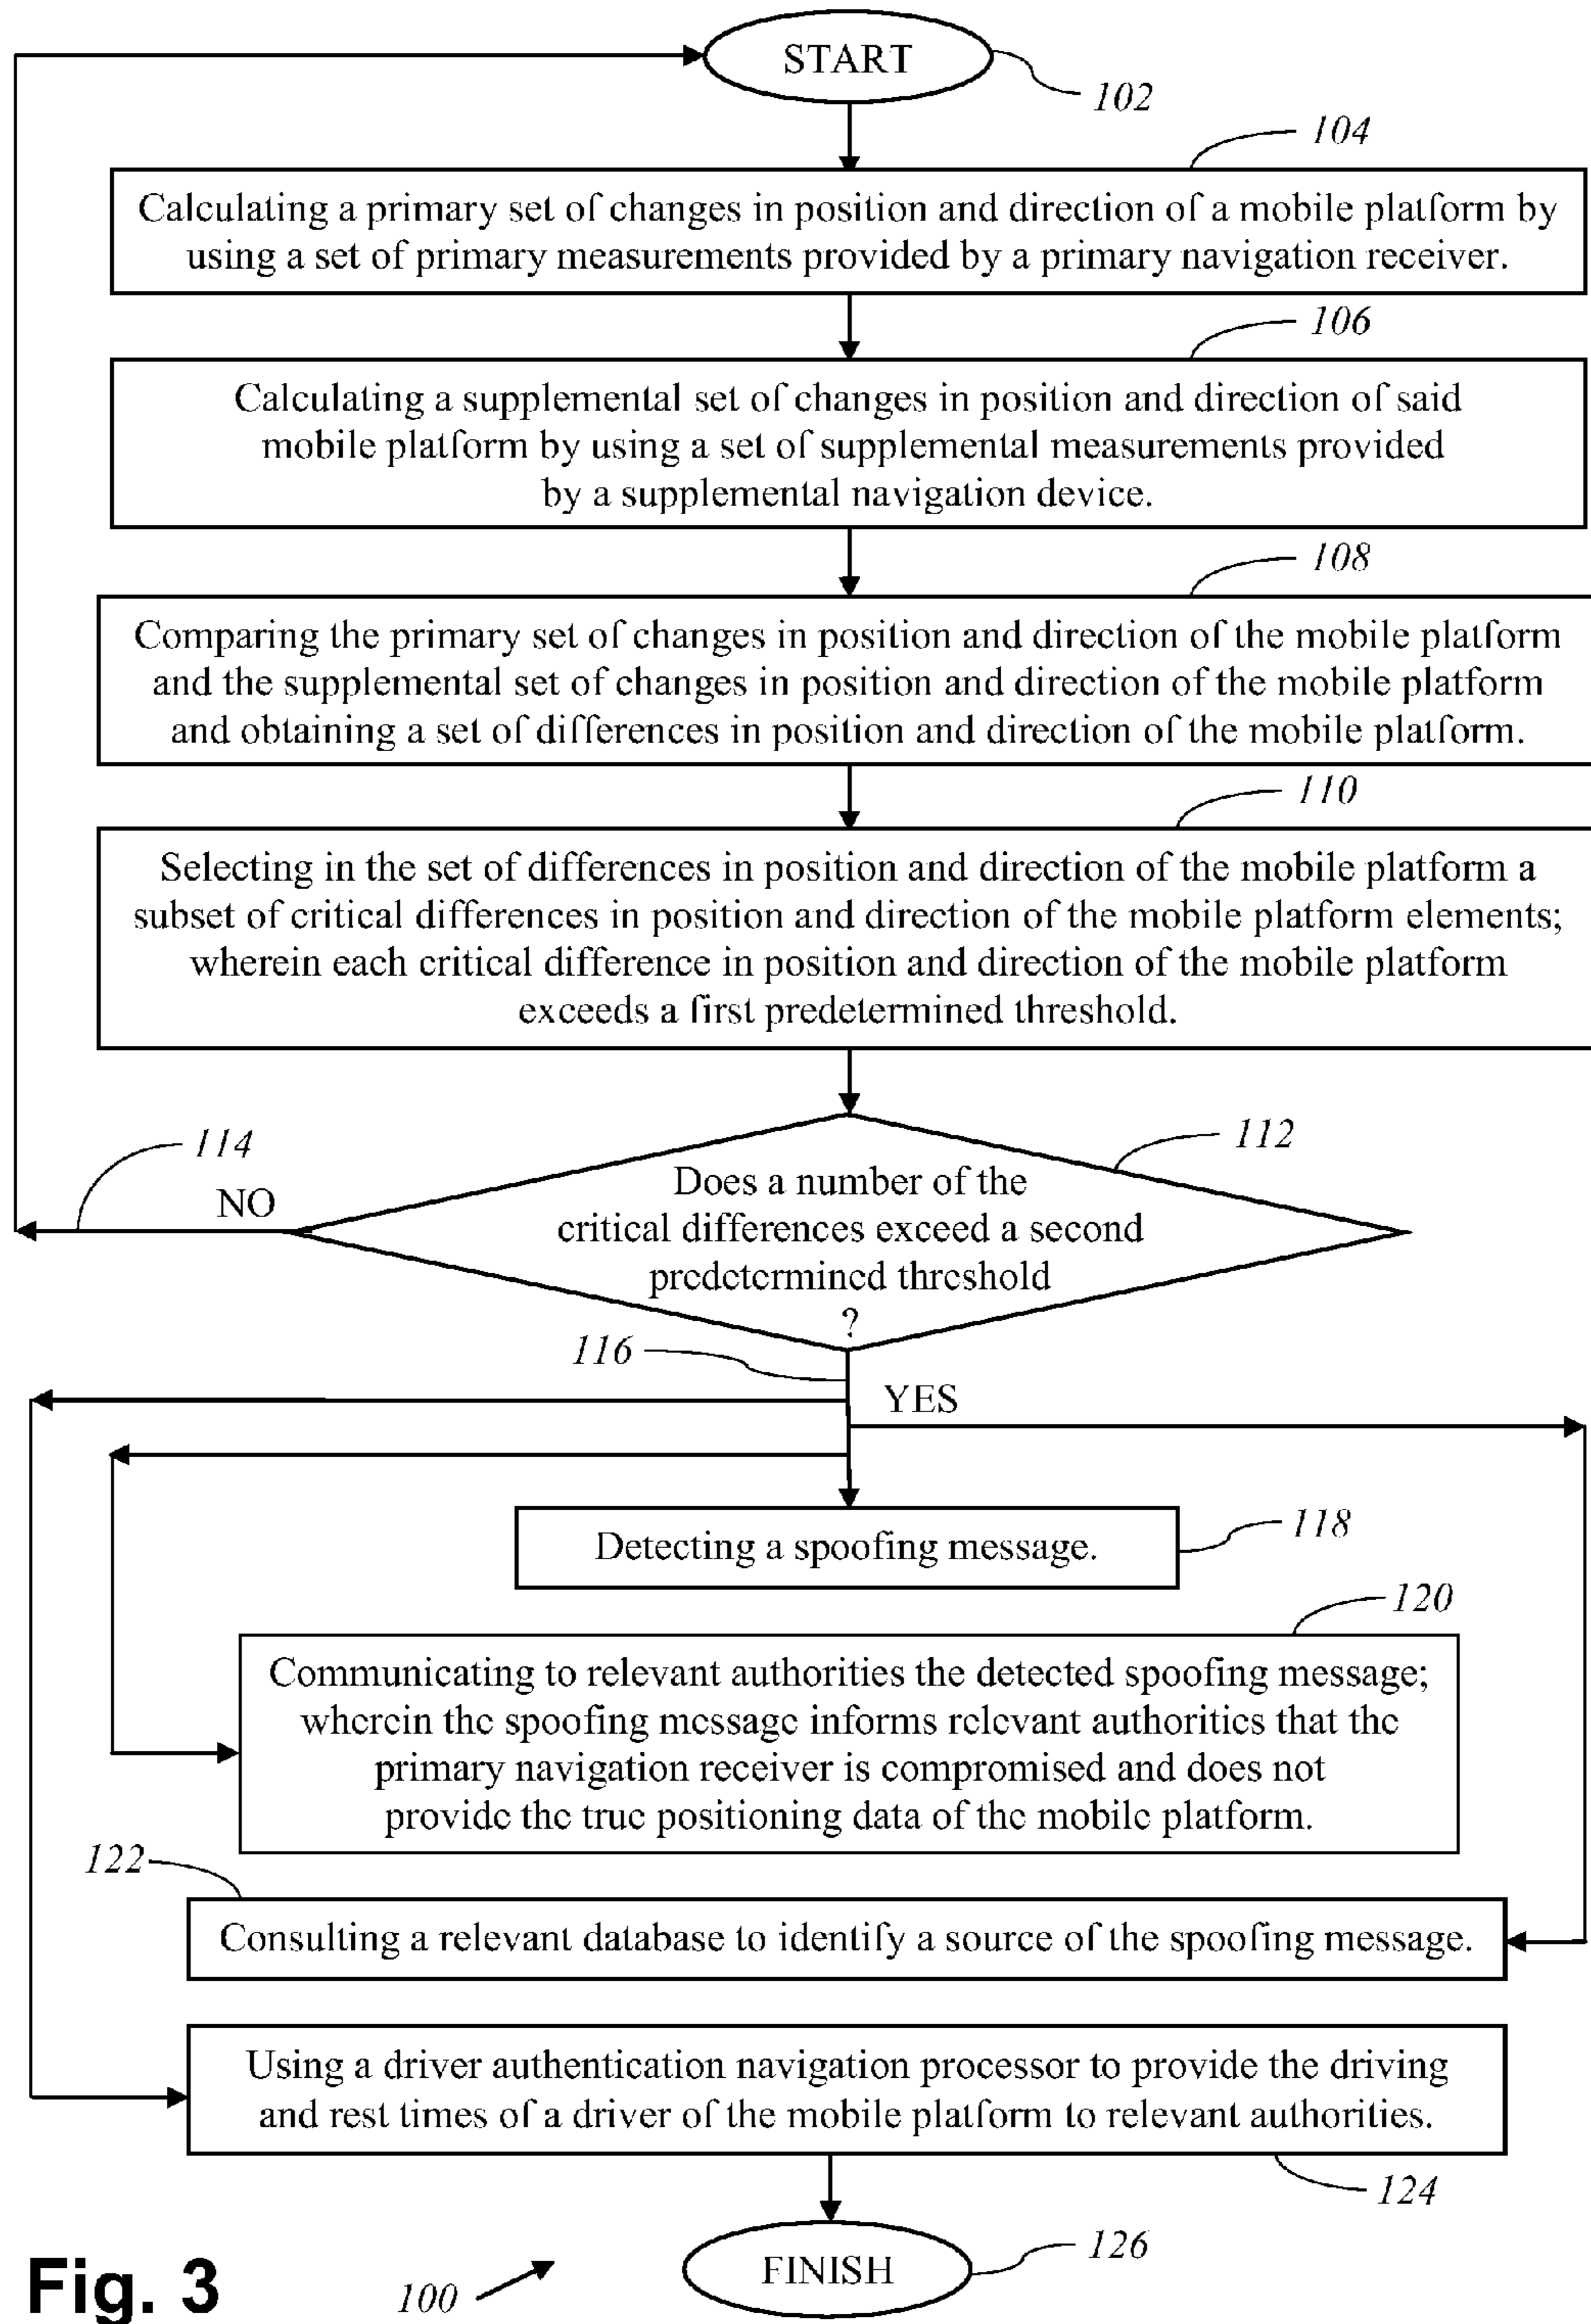 START
102
104
Calculating a primary set of changes in position and direction of a mobile platform by
using a set of primary measurements provided by a primary navigation receiver.
106
Calculating a supplemental set of changes in position and direction of said
mobile platform by using a set of supplemental measurements provided
by a supplemental navigation device.
108
Comparing the primary set of changes in position and direction of the mobile platform
and the supplemental set of changes in position and direction of the mobile platform
and obtaining a set of differences in position and direction of the mobile platform.
110
Selecting in the set of differences in position and direction of the mobile platform a
subset of critical differences in position and direction of the mobile platform elements;
wherein each critical difference in position and direction of the mobile platform
exceeds a first predetermined threshold.
112
114
NO
Does a number of the
critical differences exceed a second
predetermined threshold
?
116
YES
Detecting a spoofing message.
118
120
Communicating to relevant authorities the detected spoofing message;
wherein the spoofing message informs relevant authorities that the
primary navigation receiver is compromised and does not
provide the true positioning data of the mobile platform.
122
Consulting a relevant database to identify a source of the spoofing message.
Using a driver authentication navigation processor to provide the driving
and rest times of a driver of the mobile platform to relevant authorities.
124
FINISH
126
Fig. 3
100